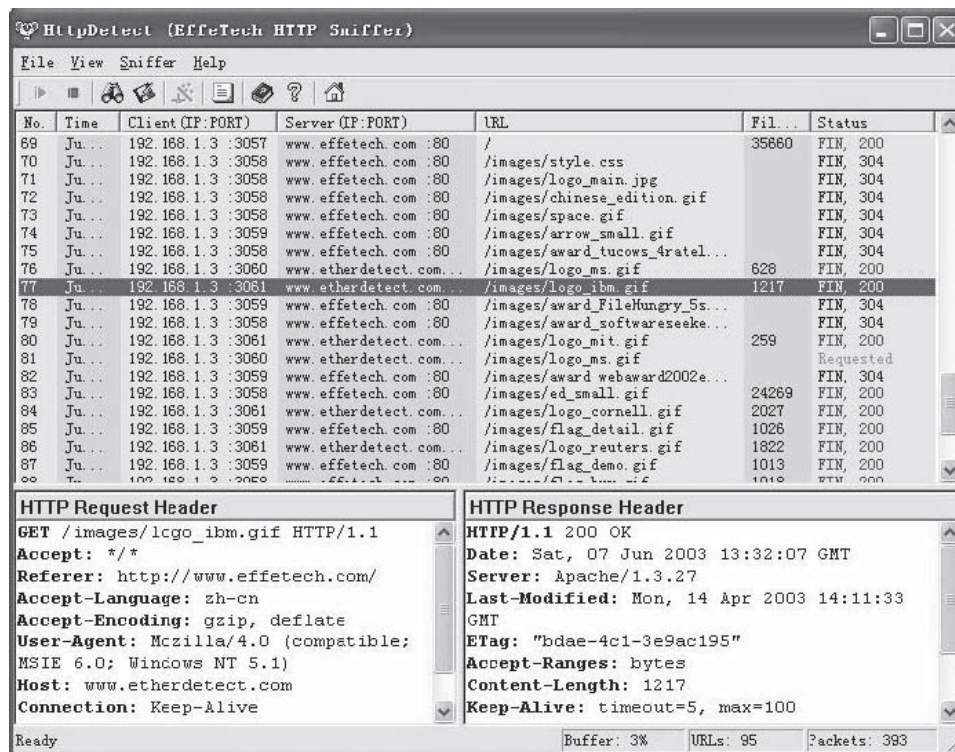 HttpDetect (EffeTech HTTP Sniffer)
File View Sniffer Help
No. Time Client(IP:PORT) Server(IP:PORT) URL Fil... Status
69 Ju... 192.168.1.3 :3057 www.effetech.com :80 / 35660 FIN, 200
70 Ju... 192.168.1.3 :3058 www.effetech.com :80 /images/style.css FIN, 304
71 Ju... 192.168.1.3 :3058 www.effetech.com :80 /images/logo_main.jpg FIN, 304
72 Ju... 192.168.1.3 :3058 www.effetech.com :80 /images/chinese_edition.gif FIN, 304
73 Ju... 192.168.1.3 :3058 www.effetech.com :80 /images/space.gif FIN, 304
74 Ju... 192.168.1.3 :3059 www.effetech.com :80 /images/arrow_small.gif FIN, 304
75 Ju... 192.168.1.3 :3058 www.effetech.com :80 /images/award_tucows_4ratel... FIN, 304
76 Ju... 192.168.1.3 :3060 www.etherdetect.com... /images/logo_ms.gif 628 FIN, 200
77 Ju... 192.168.1.3 :3061 www.etherdetect.com... /images/logo_ibm.gif 1217 FIN, 200
78 Ju... 192.168.1.3 :3059 www.effetech.com :80 /images/award_FileHungry_5s... FIN, 304
79 Ju... 192.168.1.3 :3058 www.effetech.com :80 /images/award_softwareseeke... FIN, 304
80 Ju... 192.168.1.3 :3061 www.etherdetect.com... /images/logo_mit.gif 259 FIN, 200
81 Ju... 192.168.1.3 :3060 www.etherdetect.com... /images/logo_ms.gif Requested
82 Ju... 192.168.1.3 :3059 www.effetech.com :80 /images/award webaward2002e... FIN, 304
83 Ju... 192.168.1.3 :3058 www.effetech.com :80 /images/ed_small.gif 24269 FIN, 200
84 Ju... 192.168.1.3 :3061 www.etherdetect.com... /images/logo_cornell.gif 2027 FIN, 200
85 Ju... 192.168.1.3 :3059 www.effetech.com :80 /images/flag_detail.gif 1026 FIN, 200
86 Ju... 192.168.1.3 :3061 www.etherdetect.com... /images/logo_reuters.gif 1822 FIN, 200
87 Ju... 192.168.1.3 :3059 www.effetech.com :80 /images/flag_demo.gif 1013 FIN, 200
HTTP Request Header
GET /images/lcgo_ibm.gif HTTP/1.1
Accept: */*
Referer: http://www.effetech.com/
Accept-Language: zh-cn
Accept-Encoding: gzip, deflate
User-Agent: Mczilla/4.0 (compatible;
MSIE 6.0; Windows NT 5.1)
Host: www.etherdetect.com
Connection: Keep-Alive
HTTP Response Header
HTTP/1.1 200 OK
Date: Sat, 07 Jun 2003 13:32:07 GMT
Server: Apache/1.3.27
Last-Modified: Mon, 14 Apr 2003 14:11:33
GMT
ETag: "bdae-4c1-3e9ac195"
Accept-Ranges: bytes
Content-Length: 1217
Keep-Alive: timeout=5, max=100
Ready Buffer: 3% URLs: 95 Packets: 393